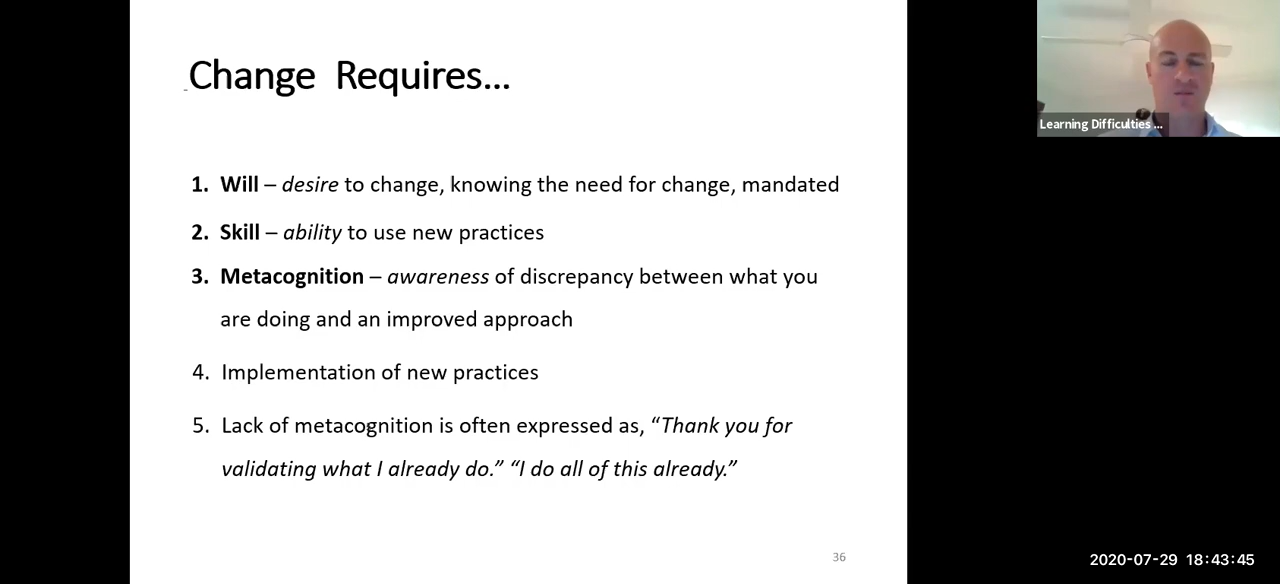 Change Requires...
1. Will – desire to change, knowing the need for change, mandated
2. Skill – ability to use new practices
3. Metacognition – awareness of discrepancy between what you
are doing and an improved approach
4. Implementation of new practices
5. Lack of metacognition is often expressed as, “Thank you for
validating what I already do.” “I do all of this already.”
36
Learning Difficulties ...
2020-07-29 18:43:45